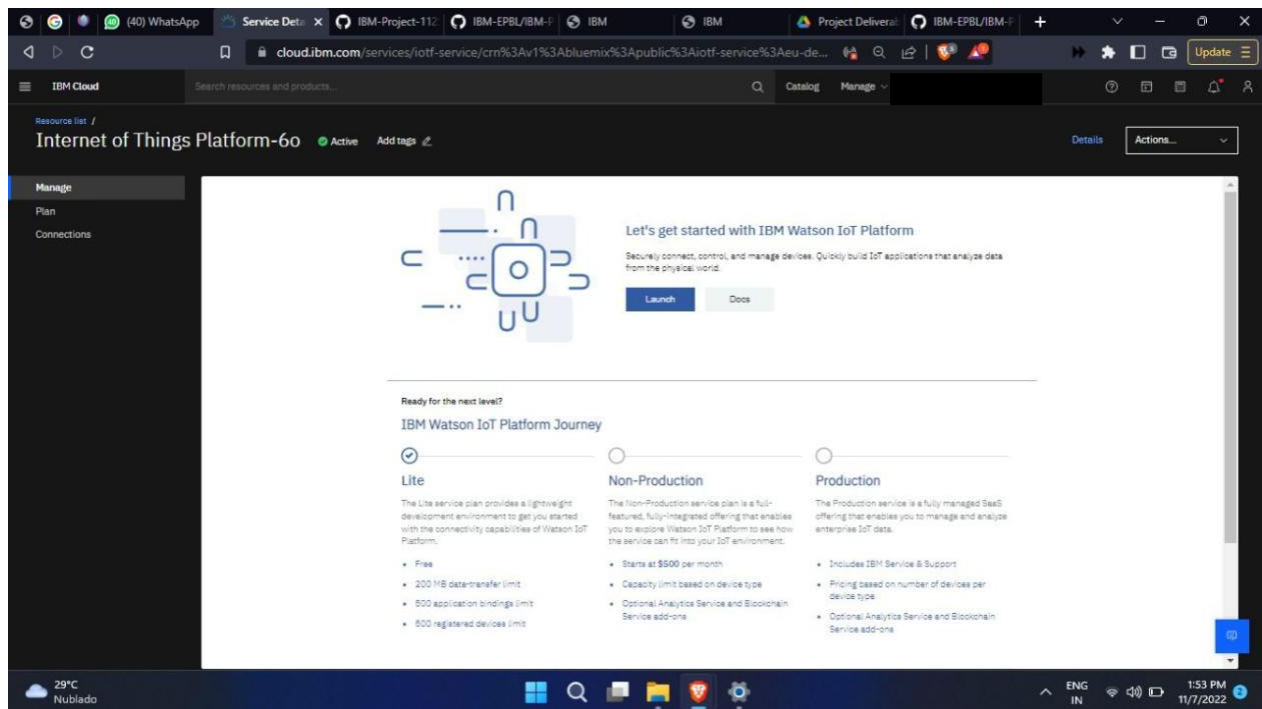 (40) WhatsApp
Service Deta
IBM-Project-112
IBM-EPBL/IBM-P
IBM
IBM
Project Deliverab
IBM-EPBL/IBM-P
cloud.ibm.com/services/iotf-service/crn%3Av1%3Abluemix%3Apublic%3Aiotf-service%3Aeu-de...
Update
IBM Cloud
Search resources and products...
Catalog
Manage
Resource list /
Internet of Things Platform-6o
Active
Add tags
Details
Actions...
Manage
Plan
Connections
Let's get started with IBM Watson IoT Platform
Securely connect, control, and manage devices. Quickly build IoT applications that analyze data
from the physical world.
Launch
Docs
Ready for the next level?
IBM Watson IoT Platform Journey
Lite
The Lite service plan provides a lightweight
development environment to get you started
with the connectivity capabilities of Watson IoT
Platform.
• Free
• 200 MB data-transfer limit
• 500 application bindings limit
• 500 registered devices limit
Non-Production
The Non-Production service plan is a full-
featured, fully-integrated offering that enables
you to explore Watson IoT Platform to see how
the service can fit into your IoT environment.
• Starts at $500 per month
• Capacity limit based on device type
• Optional Analytics Service and Blockchain
Service add-ons
Production
The Production service is a fully managed SaaS
offering that enables you to manage and analyze
enterprise IoT data.
• Includes IBM Service & Support
• Pricing based on number of devices per
device type
• Optional Analytics Service and Blockchain
Service add-ons
29°C
Nublado
ENG
IN
1:53 PM
11/7/2022
2